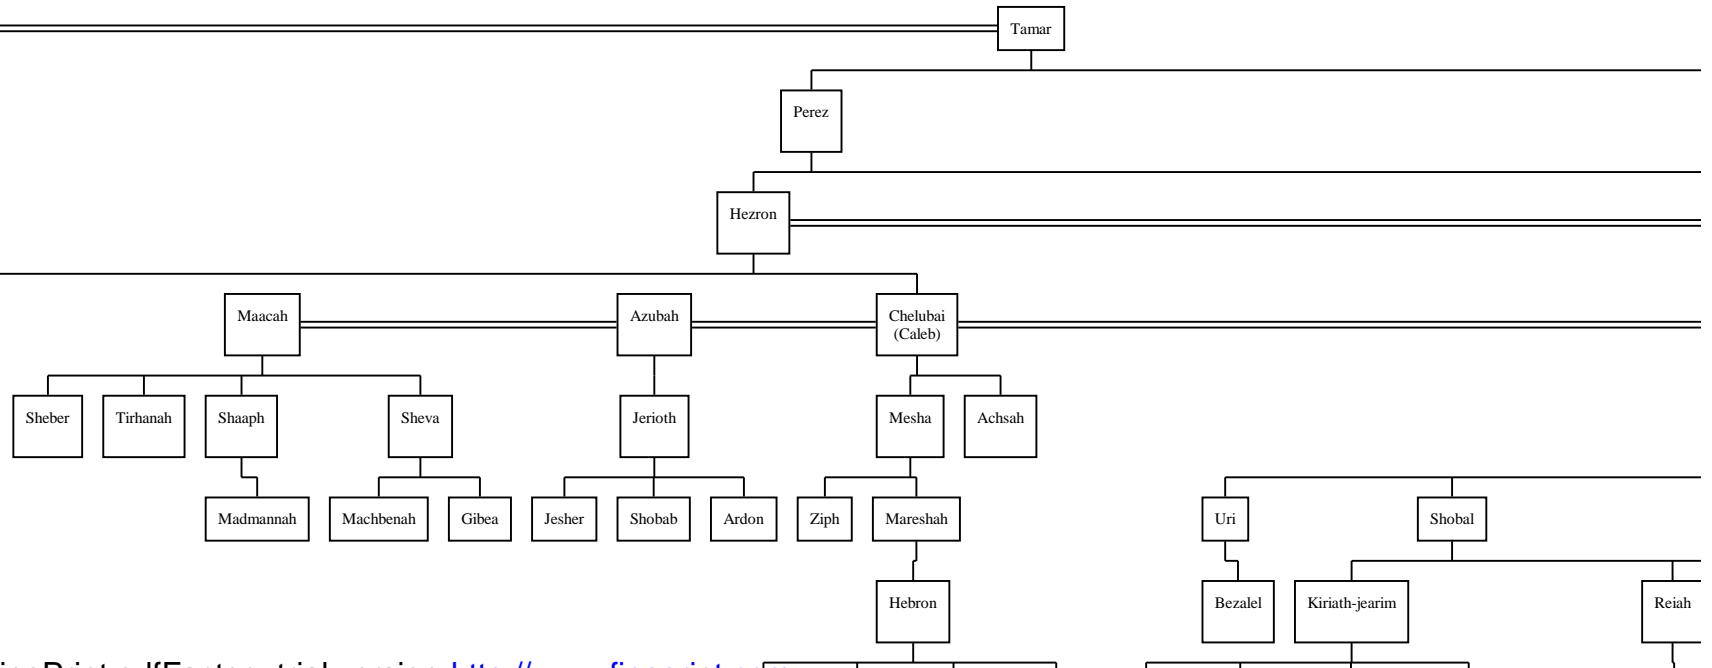 Tamar
Perez
Hezron
Maacah
Azubah
Chelubai
(Caleb)
Sheber
Tirhanah
Shaaph
Sheva
Jerioth
Mesha
Achsah
Madmannah
Machbenah
Gibea
Jesher
Shobab
Ardon
Ziph
Mareshah
Uri
Shobal
Hebron
Bezalel
Kiriath-jearim
Reiah